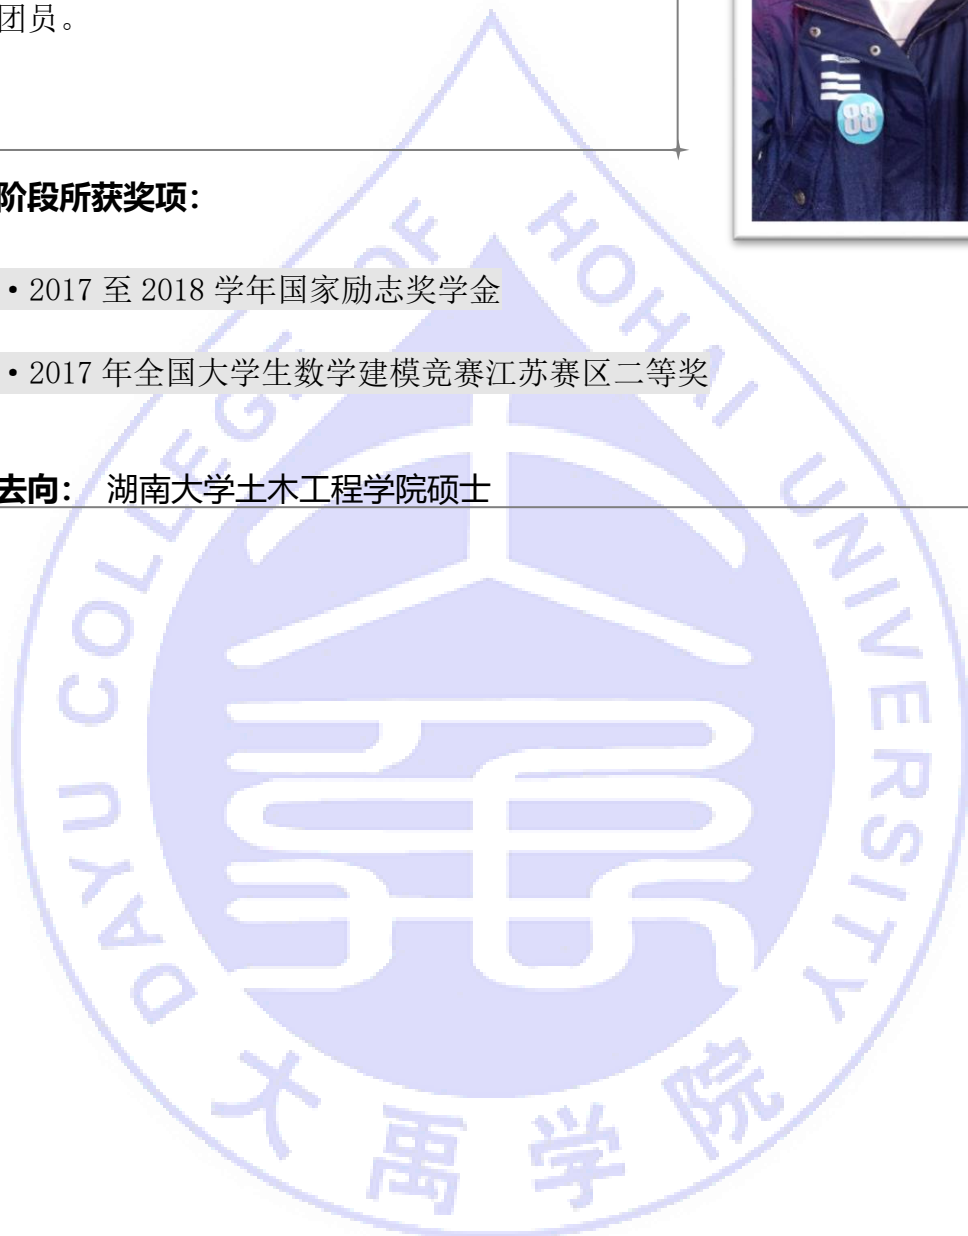 团员。
88
阶段所获奖项：
•2017 至 2018 学年国家励志奖学金
•2017 年全国大学生数学建模竞赛江苏赛区二等奖
去向： 湖南大学土木工程学院硕士
DAYU COLLEGE OF HOHAI UNIVERSITY
大禹学院